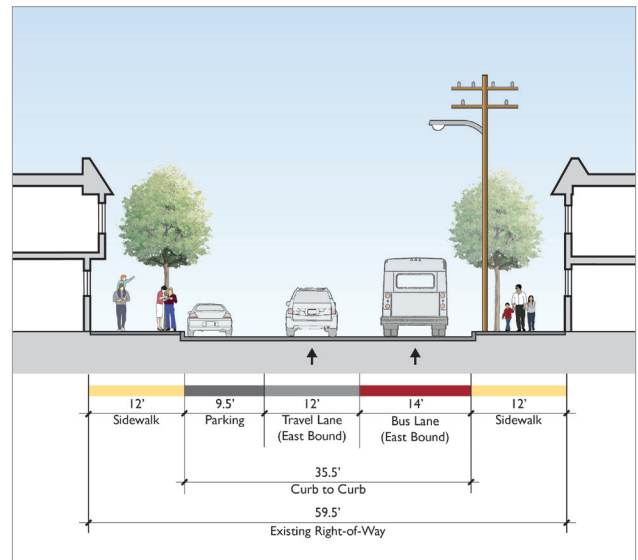 12' 9.5' 12' 14' 12'
Sidewalk Parking Travel Lane Bus Lane Sidewalk
(East Bound) (East Bound)
35.5'
Curb to Curb
59.5'
Existing Right-of-Way